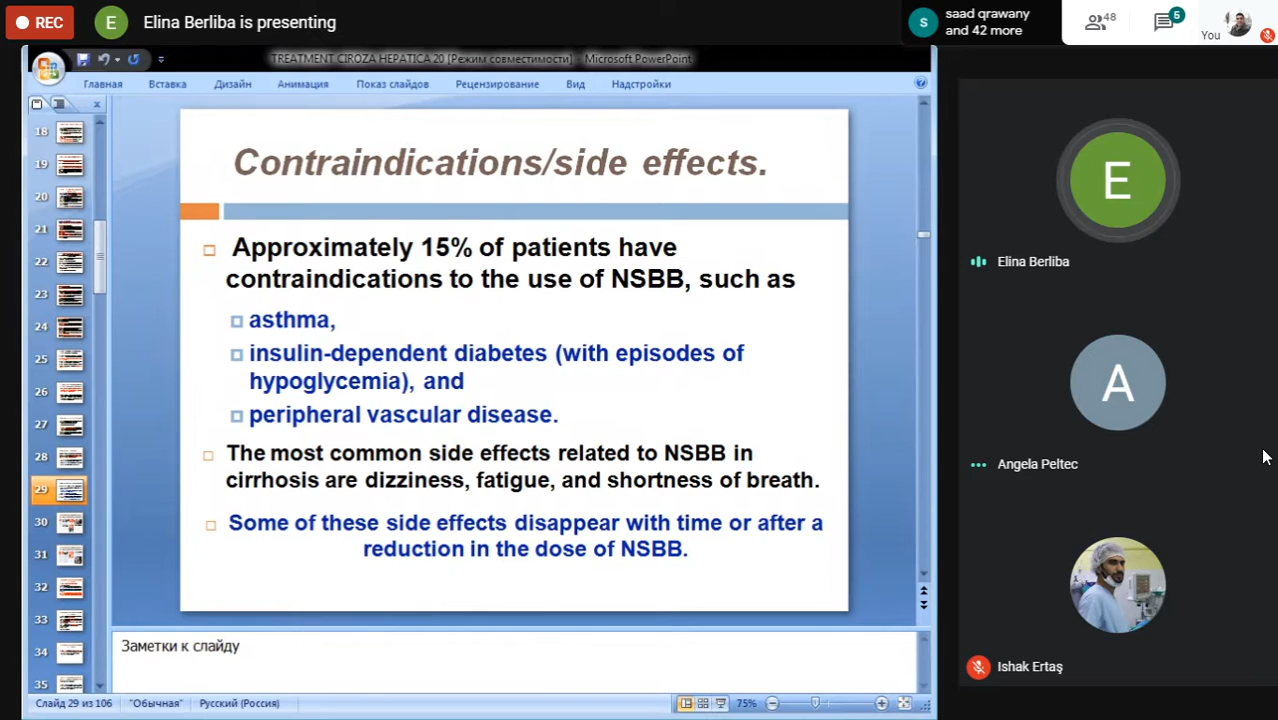 REC
E
Elina Berliba is presenting
S
saad qrawany
and 42 more
48
5
You
TREATMENT CIROZA HEPATICA 20 [Режим совместимости] - Microsoft PowerPoint
Главная Вставка Дизайн Анимация Показ слайдов Рецензирование Вид Надстройки
18
19
20
21
22
23
24
25
26
27
28
29
30
31
32
33
34
35
Contraindications/side effects.
Approximately 15% of patients have
contraindications to the use of NSBB, such as
asthma,
insulin-dependent diabetes (with episodes of
hypoglycemia), and
peripheral vascular disease.
The most common side effects related to NSBB in
cirrhosis are dizziness, fatigue, and shortness of breath.
Some of these side effects disappear with time or after a
reduction in the dose of NSBB.
Заметки к слайду
Слайд 29 из 106 "Обычная" Русский (Россия) 75%
E
Elina Berliba
A
Angela Peltec
Ishak Ertaş